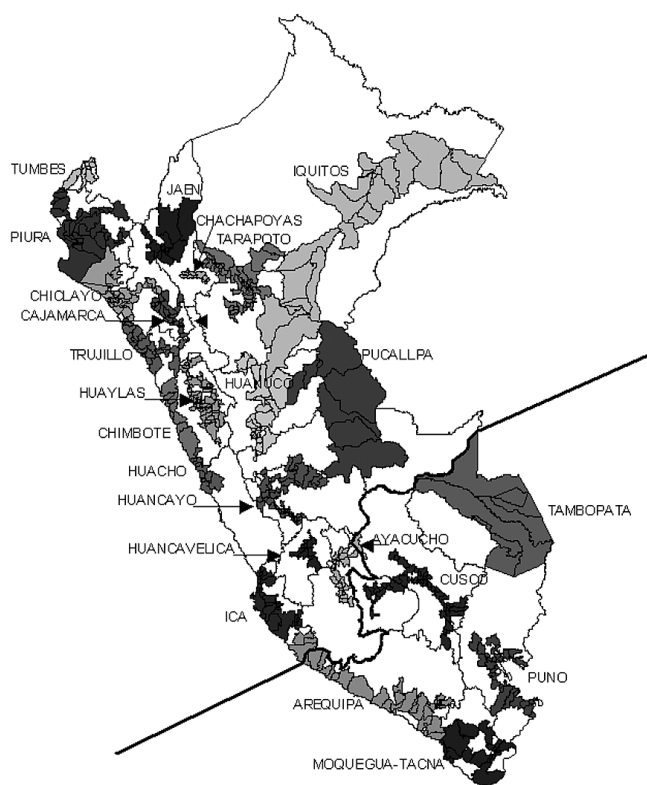 TUMBES
IQUITOS
JAEN
CHACHAPOYAS
PIURA
TARAPOTO
CHICLAYO
CAJAMARCA
TRUJILLO
PUCALLPA
HUANUCO
HUAYLAS
CHIMBOTE
HUACHO
HUANCAYO
TAMBOPATA
AYACUCHO
HUANCAVELICA
CUSCO
ICA
PUNO
AREQUIPA
MOQUEGUA-TACNA